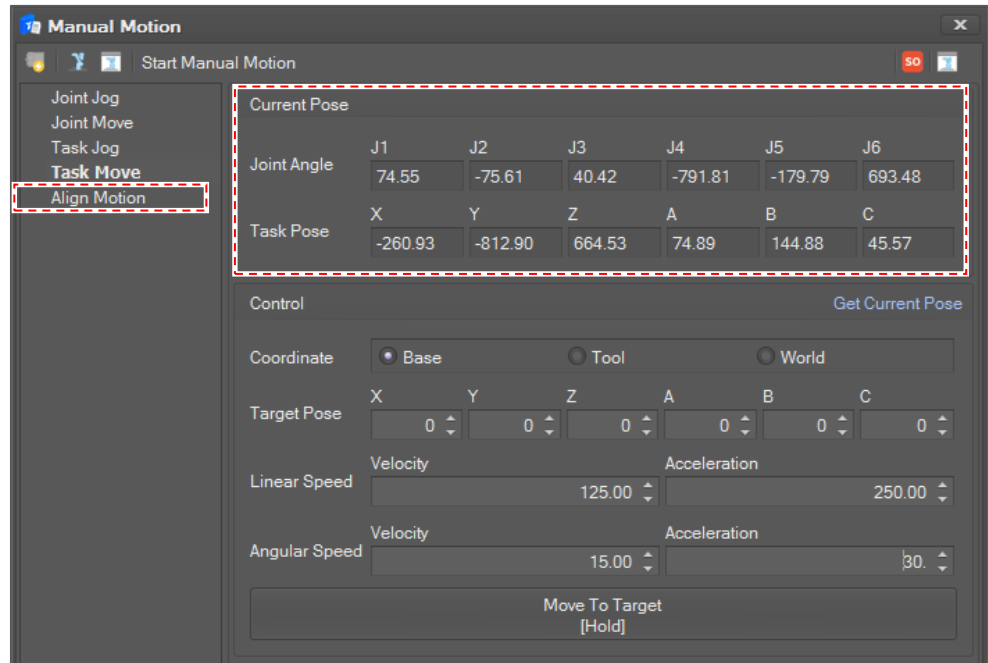 Manual Motion
x
Start Manual Motion
SO
Joint Jog
Joint Move
Task Jog
Task Move
Align Motion
Current Pose
J1 J2 J3 J4 J5 J6
Joint Angle
74.55 -75.61 40.42 -791.81 -179.79 693.48
X Y Z A B C
Task Pose
-260.93 -812.90 664.53 74.89 144.88 45.57
Control Get Current Pose
Coordinate Base Tool World
X Y Z A B C
Target Pose
0 0 0 0 0 0
Velocity Acceleration
Linear Speed
125.00 250.00
Velocity Acceleration
Angular Speed
15.00 30.
Move To Target
[Hold]